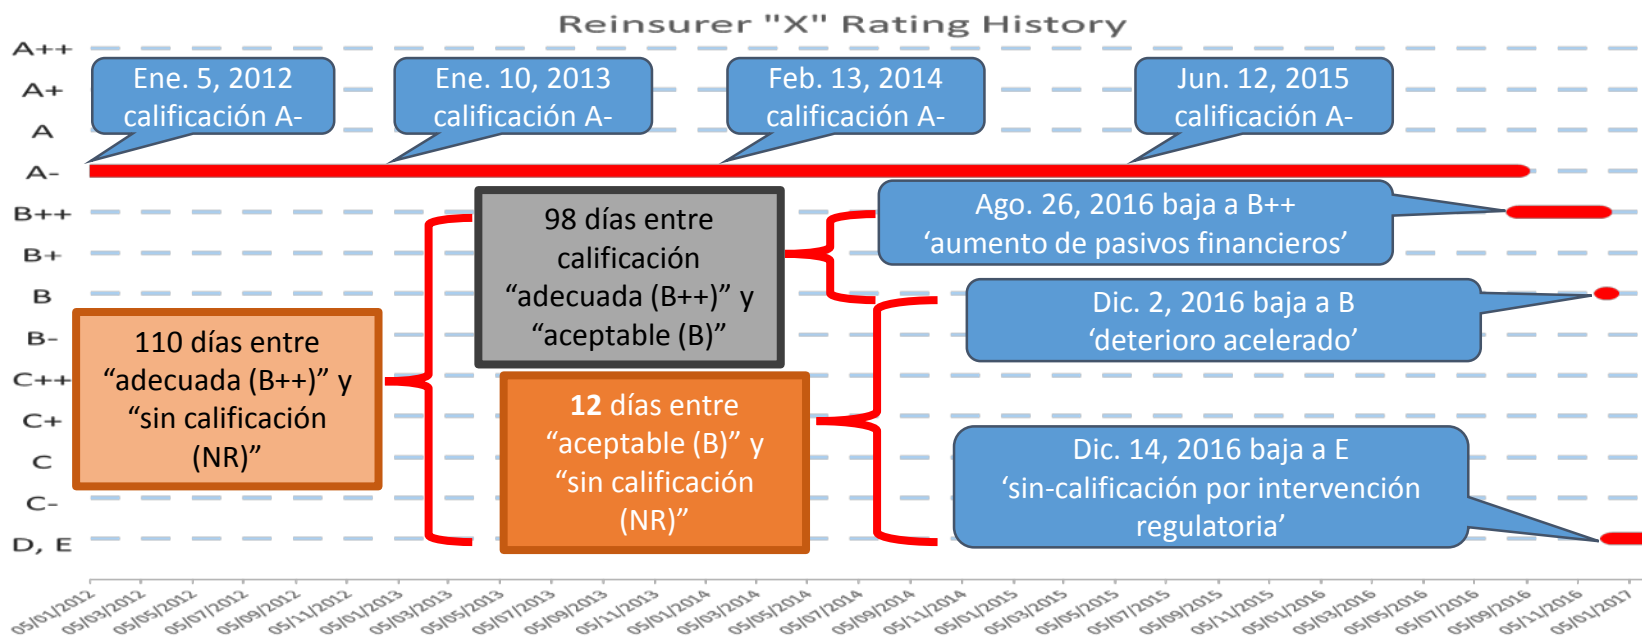 Reinsurer "X" Rating History
A++
A+
A
A-
B++
B+
B
B-
C++
C+
C
C-
D, E
Ene. 5, 2012
calificación A-
Ene. 10, 2013
calificación A-
Feb. 13, 2014
calificación A-
Jun. 12, 2015
calificación A-
98 días entre
calificación
“adecuada (B++)” y
“aceptable (B)”
Ago. 26, 2016 baja a B++
‘aumento de pasivos financieros’
Dic. 2, 2016 baja a B
‘deterioro acelerado’
110 días entre
“adecuada (B++)” y
“sin calificación
(NR)”
12 días entre
“aceptable (B)” y
“sin calificación
(NR)”
Dic. 14, 2016 baja a E
‘sin-calificación por intervención
regulatoria’
05/01/2012
05/03/2012
05/05/2012
05/07/2012
05/09/2012
05/11/2012
05/01/2013
05/03/2013
05/05/2013
05/07/2013
05/09/2013
05/11/2013
05/01/2014
05/03/2014
05/05/2014
05/07/2014
05/09/2014
05/11/2014
05/01/2015
05/03/2015
05/05/2015
05/07/2015
05/09/2015
05/11/2015
05/01/2016
05/03/2016
05/05/2016
05/07/2016
05/09/2016
05/11/2016
05/01/2017